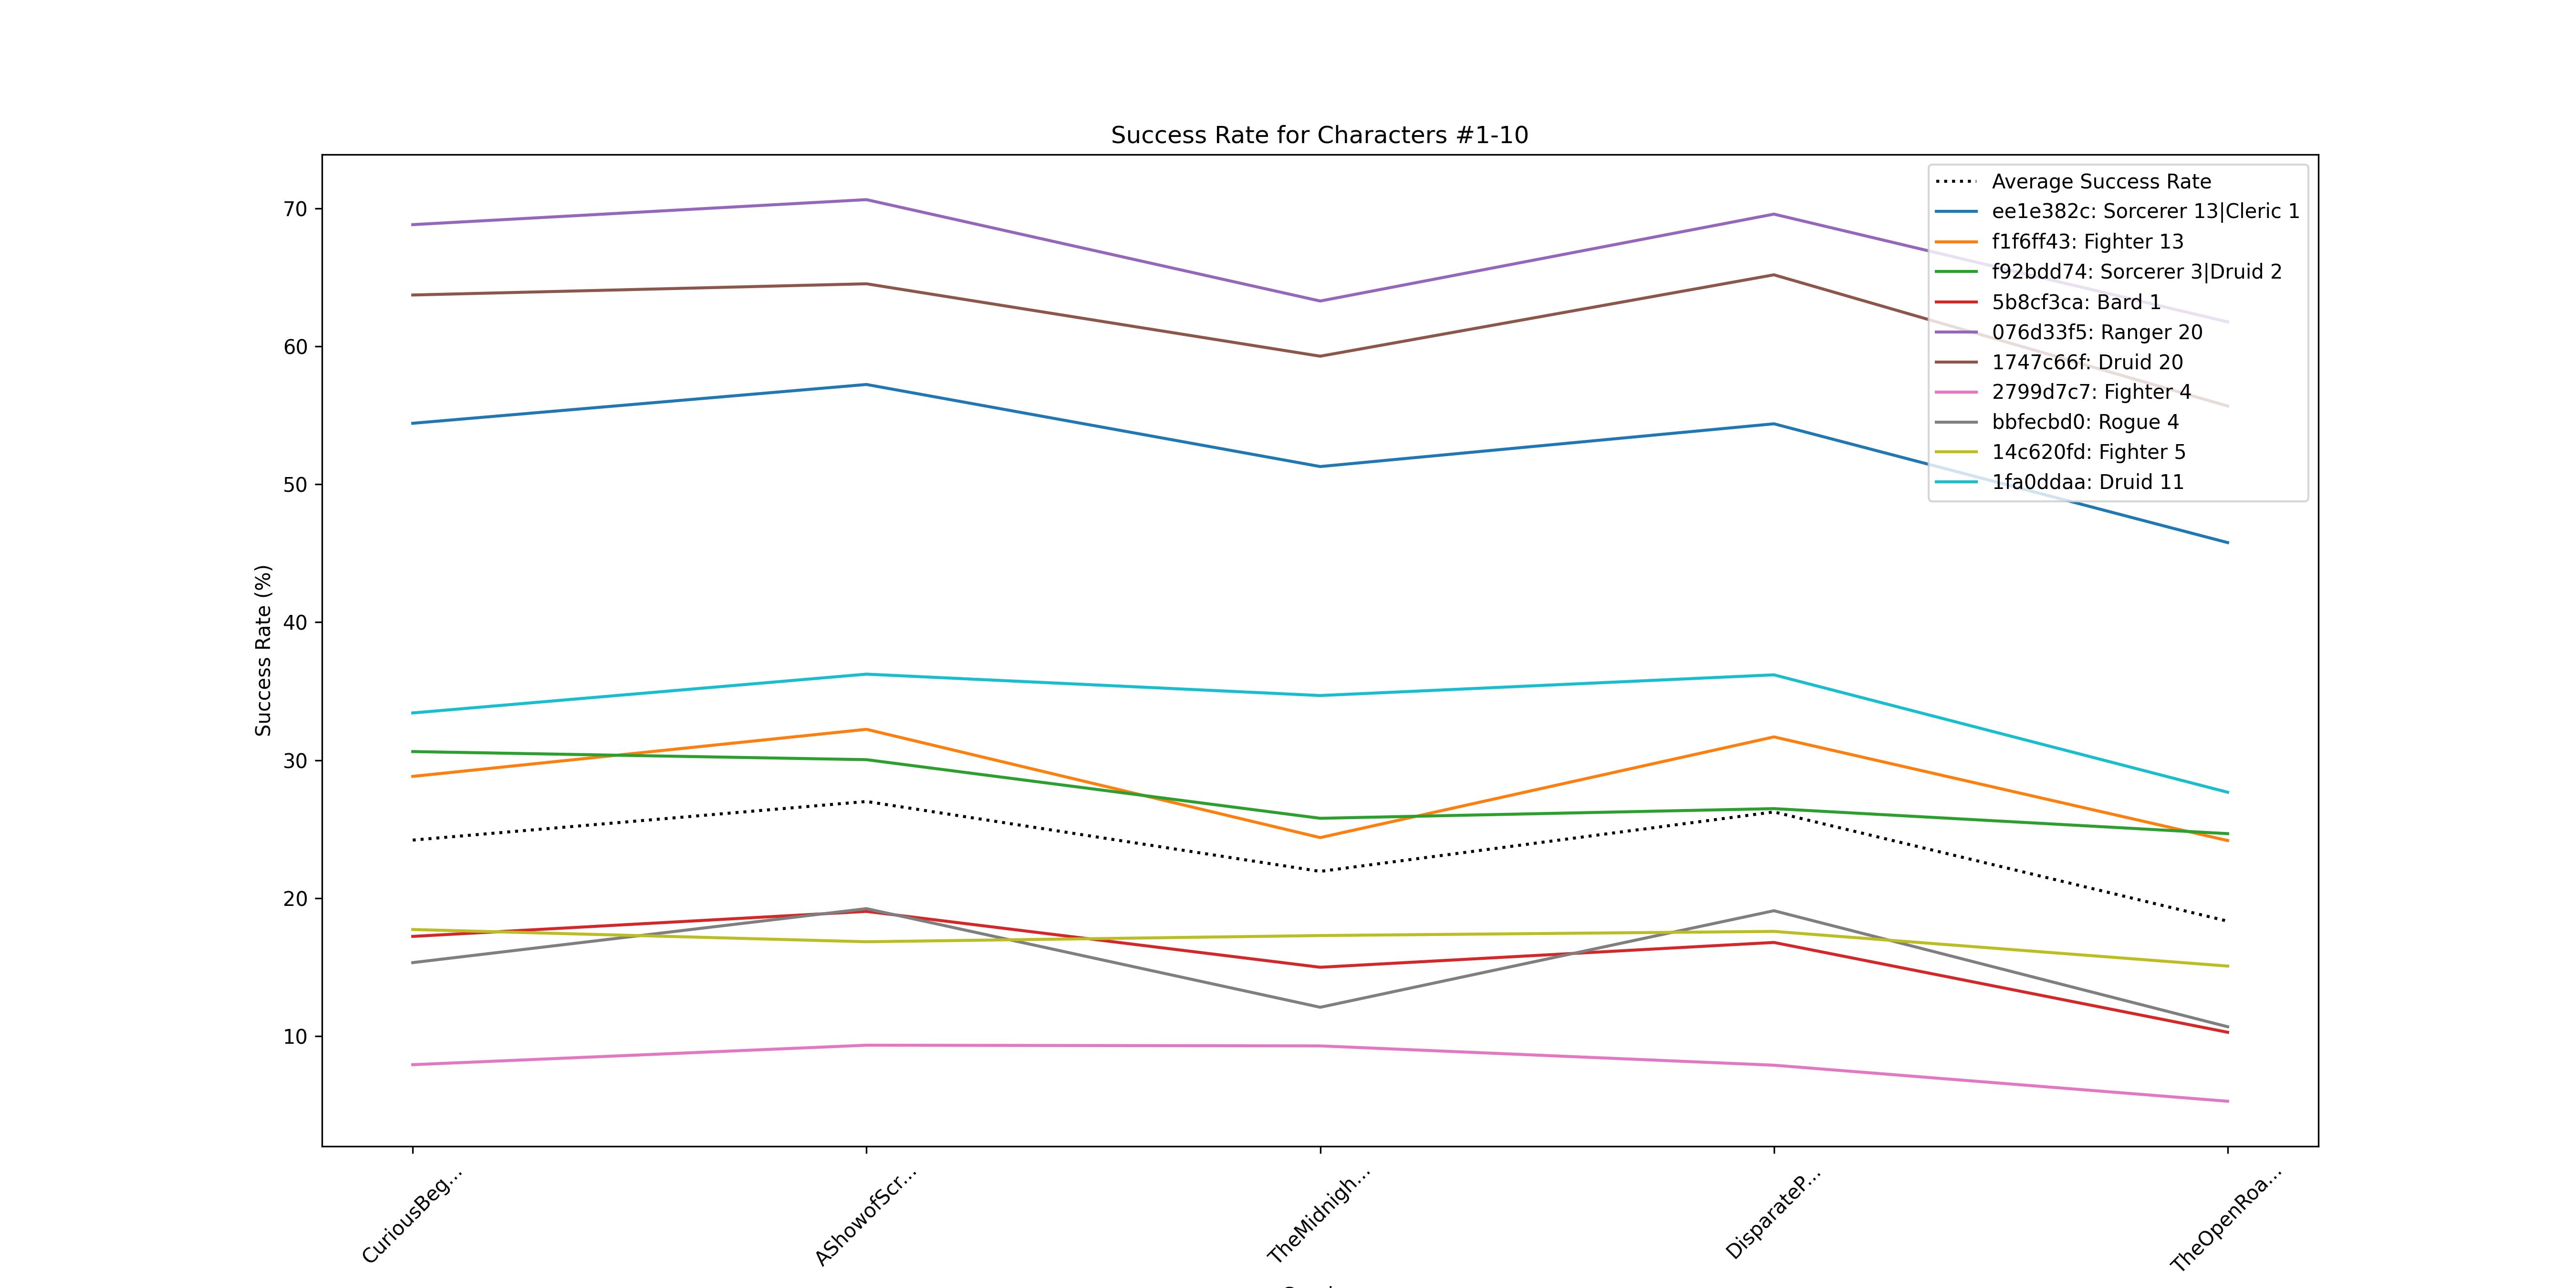 Success Rate for Characters #1-10
Average Success Rate
ee1e382c: Sorcerer 13|Cleric 1
f1f6ff43: Fighter 13
f92bdd74: Sorcerer 3|Druid 2
5b8cf3ca: Bard 1
076d33f5: Ranger 20
1747c66f: Druid 20
2799d7c7: Fighter 4
bbfecbd0: Rogue 4
14c620fd: Fighter 5
1fa0ddaa: Druid 11
Success Rate (%)
70
60
50
40
30
20
10
CuriousBeg...
AShowofScr...
TheMidnigh...
DisparateP...
TheOpenRoa...